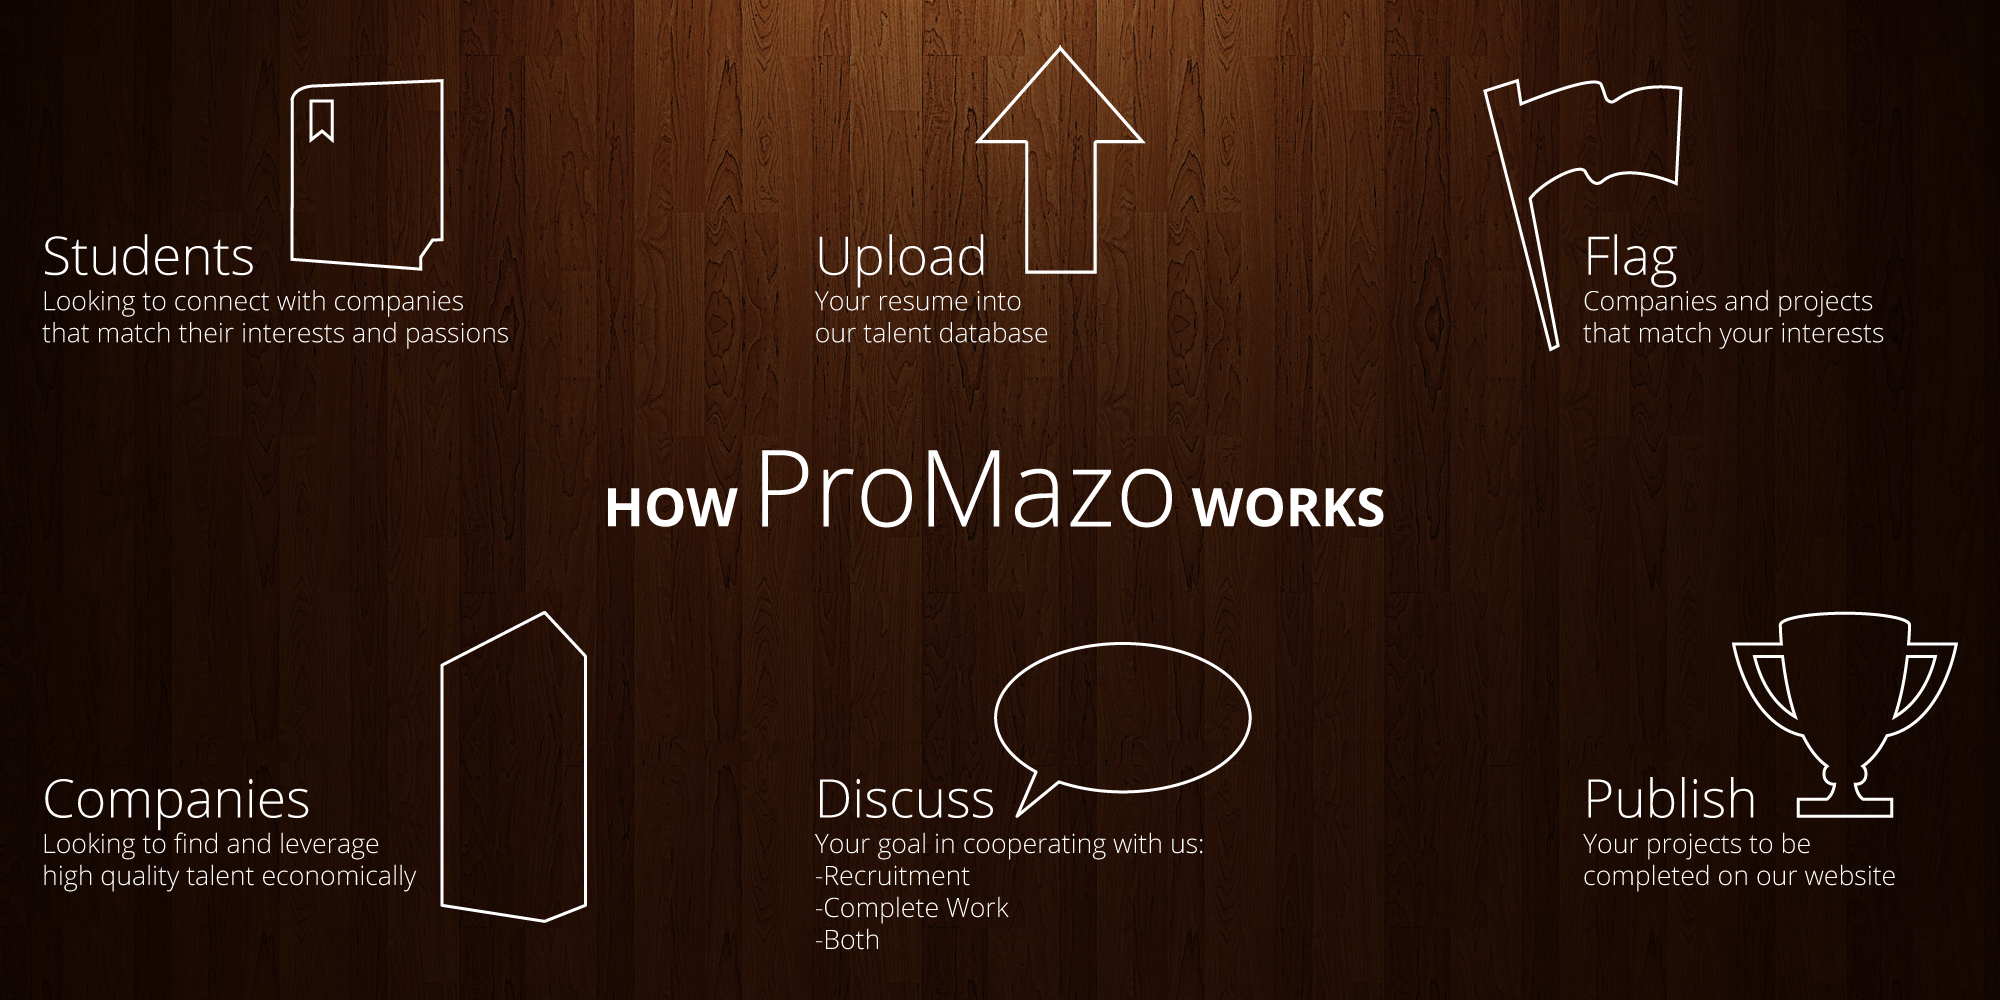 Students
Looking to connect with companies
that match their interests and passions
Upload
Your resume into
our talent database
Flag
Companies and projects
that match your interests
HOW ProMazo WORKS
Companies
Looking to find and leverage
high quality talent economically
Discuss
Your goal in cooperating with us:
-Recruitment
-Complete Work
-Both
Publish
Your projects to be
completed on our website